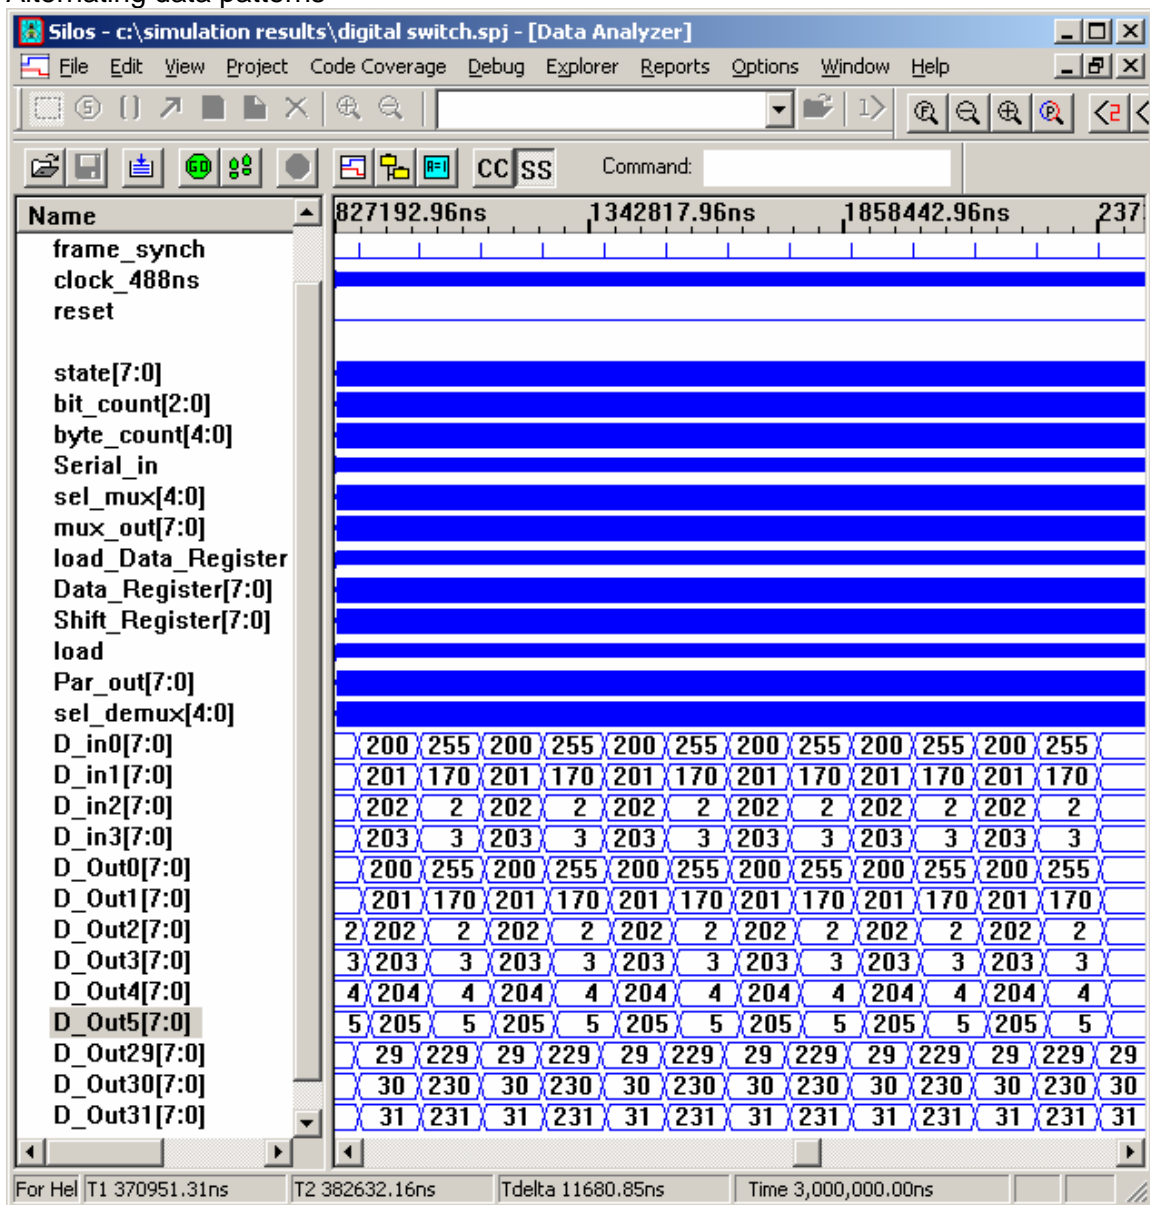 Alternating data patterns
Silos - c:\simulation results\digital switch.spj - [Data Analyzer]
File Edit View Project Code Coverage Debug Explorer Reports Options Window Help
GO CC SS Command:
Name 827192.96ns 1342817.96ns 1858442.96ns 237
frame_synch
clock_488ns
reset
state[7:0]
bit_count[2:0]
byte_count[4:0]
Serial_in
sel_mux[4:0]
mux_out[7:0]
load_Data_Register
Data_Register[7:0]
Shift_Register[7:0]
load
Par_out[7:0]
sel_demux[4:0]
D_in0[7:0] 200 255 200 255 200 255 200 255 200 255 200 255
D_in1[7:0] 201 170 201 170 201 170 201 170 201 170 201 170
D_in2[7:0] 202 2 202 2 202 2 202 2 202 2 202 2
D_in3[7:0] 203 3 203 3 203 3 203 3 203 3 203 3
D_Out0[7:0] 200 255 200 255 200 255 200 255 200 255 200 255
D_Out1[7:0] 201 170 201 170 201 170 201 170 201 170 201 170
D_Out2[7:0] 2 202 2 202 2 202 2 202 2 202 2 202 2
D_Out3[7:0] 3 203 3 203 3 203 3 203 3 203 3 203 3
D_Out4[7:0] 4 204 4 204 4 204 4 204 4 204 4 204 4
D_Out5[7:0] 5 205 5 205 5 205 5 205 5 205 5 205 5
D_Out29[7:0] 29 229 29 229 29 229 29 229 29 229 29 229 29
D_Out30[7:0] 30 230 30 230 30 230 30 230 30 230 30 230 30
D_Out31[7:0] 31 231 31 231 31 231 31 231 31 231 31 231 31
For Hel T1 370951.31ns T2 382632.16ns Tdelta 11680.85ns Time 3,000,000.00ns